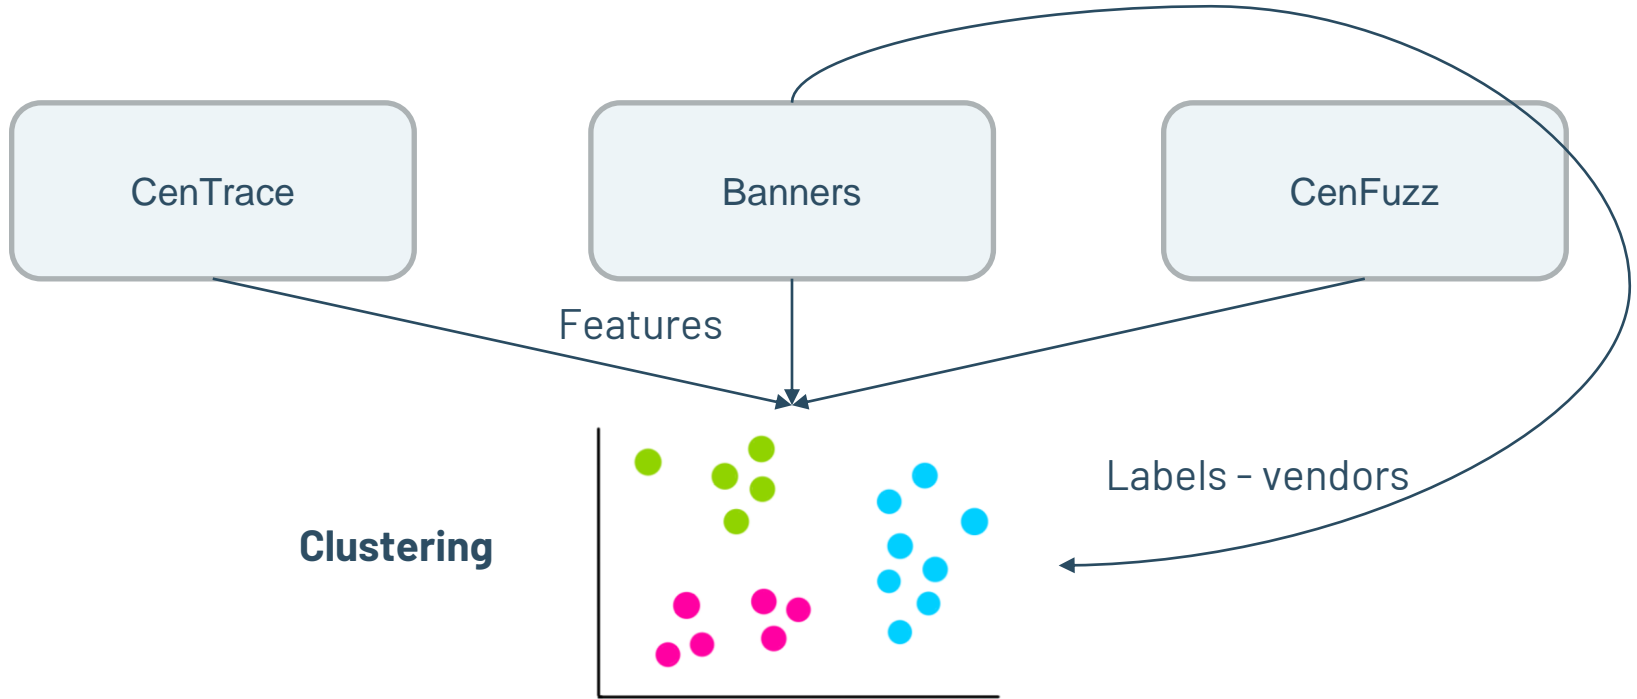 CenTrace
Banners
CenFuzz
Features
Labels - vendors
Clustering